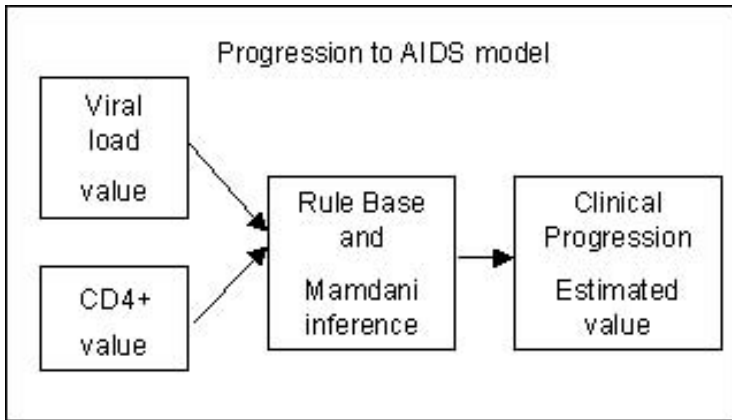 Progression to AIDS model
Viral
load
value
CD4+
value
Rule Base
and
Mamdani
inference
Clinical
Progression
Estimated
value